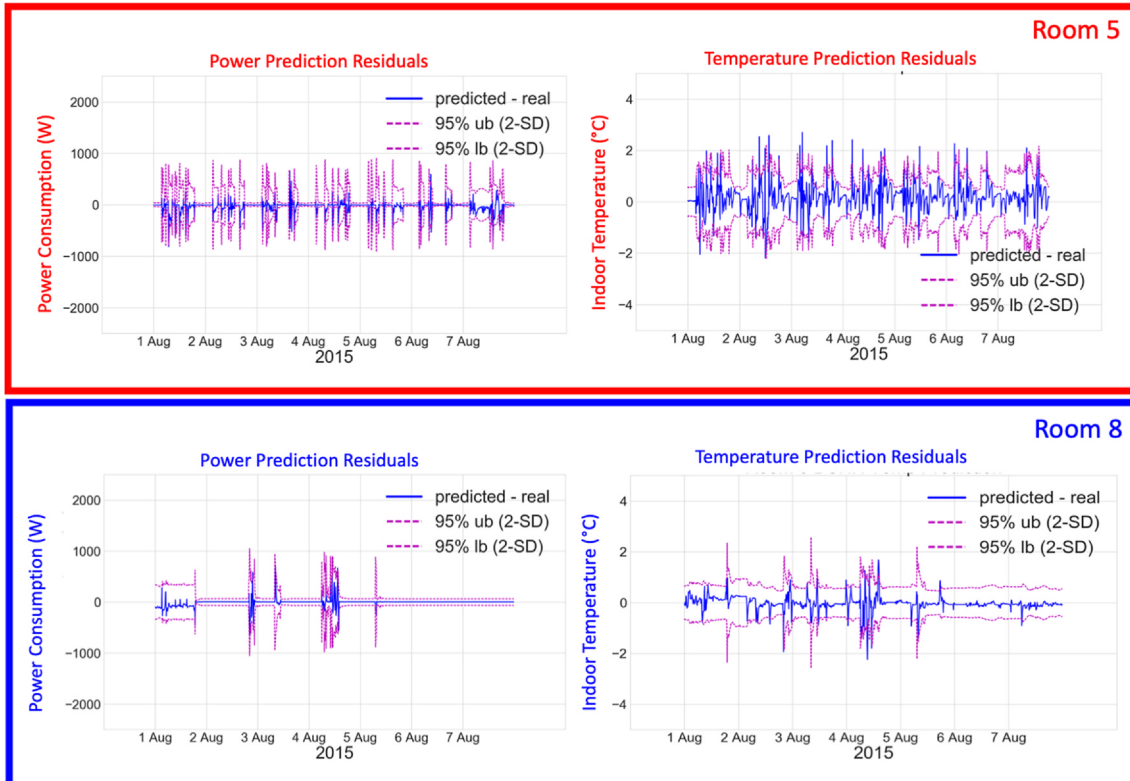 Room 5
Power Prediction Residuals
Temperature Prediction Residuals
Power Consumption (W)
2000
1000
0
−1000
−2000
predicted - real
95% ub (2-SD)
95% lb (2-SD)
1 Aug 2 Aug 3 Aug 4 Aug 5 Aug 6 Aug 7 Aug
2015
Indoor Temperature (°C)
4
2
0
−2
−4
predicted - real
95% ub (2-SD)
95% lb (2-SD)
1 Aug 2 Aug 3 Aug 4 Aug 5 Aug 6 Aug 7 Aug
2015
Room 8
Power Prediction Residuals
Temperature Prediction Residuals
Power Consumption (W)
2000
1000
0
−1000
−2000
predicted - real
95% ub (2-SD)
95% lb (2-SD)
1 Aug 2 Aug 3 Aug 4 Aug 5 Aug 6 Aug 7 Aug
2015
Indoor Temperature (°C)
4
2
0
−2
−4
predicted - real
95% ub (2-SD)
95% lb (2-SD)
1 Aug 2 Aug 3 Aug 4 Aug 5 Aug 6 Aug 7 Aug
2015